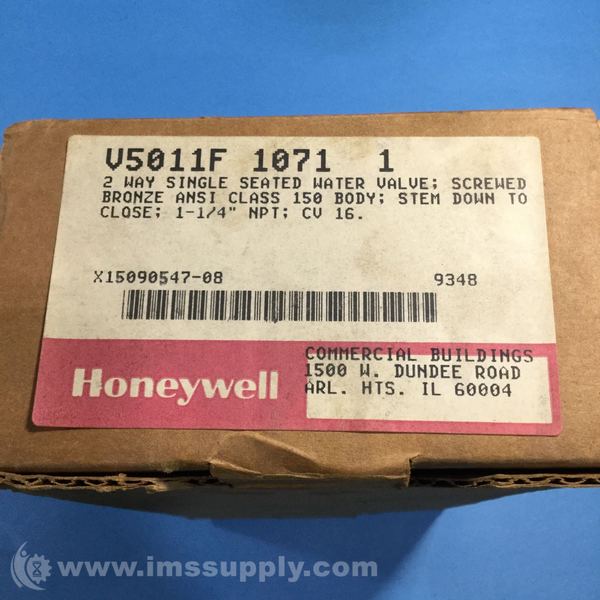 V5011F 1071 1
2 WAY SINGLE SEATED WATER VALVE; SCREWED
BRONZE ANSI CLASS 150 BODY; STEM DOWN TO
CLOSE; 1-1/4" NPT; CV 16.
X15090547-08 9348
COMMERCIAL BUILDINGS
1500 W. DUNDEE ROAD
ARL. HTS. IL 60004
Honeywell
www.imssupply.com